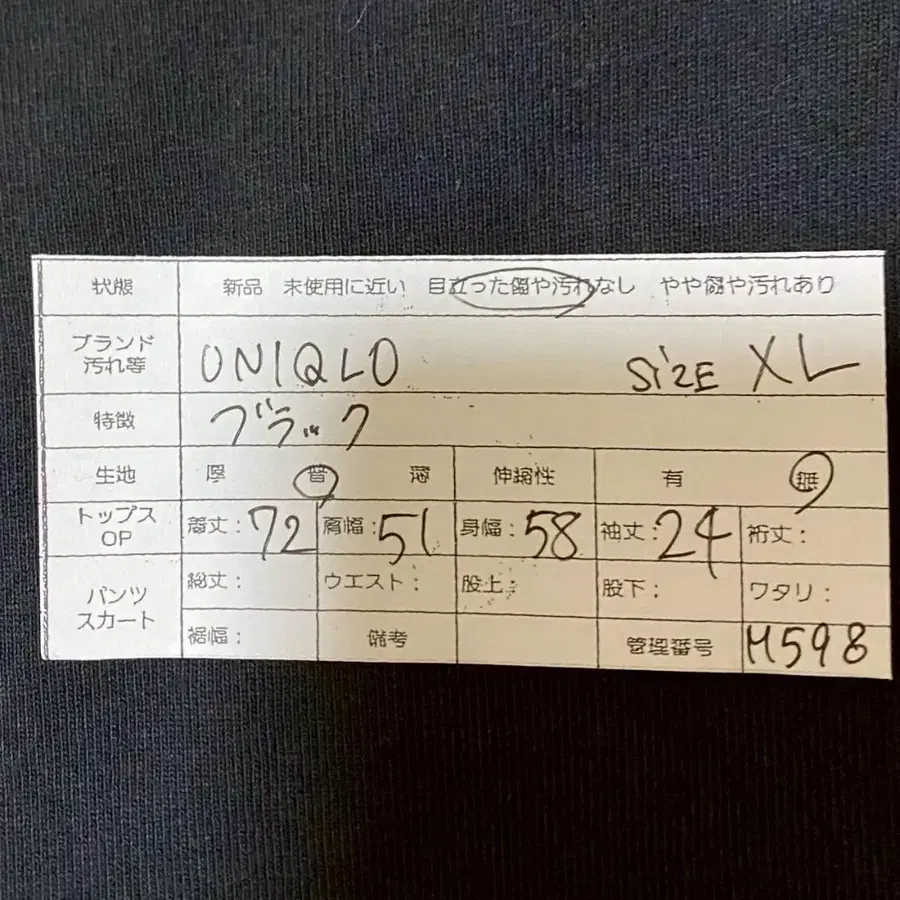 状態 新品 未使用に近い 目立った傷や汚れなし やや傷や汚れあり
ブランド
汚れ等
UNIQLO SiZE XL
特徴 ブラック
生地 厚 普 薄 伸縮性 有 無
トップス
OP
着丈：72 肩幅：51 身幅：58 袖丈：24 裄丈：
パンツ
スカート
総丈： ウエスト： 股上： 股下： ワタリ：
裾幅： 備考 管理番号 M598